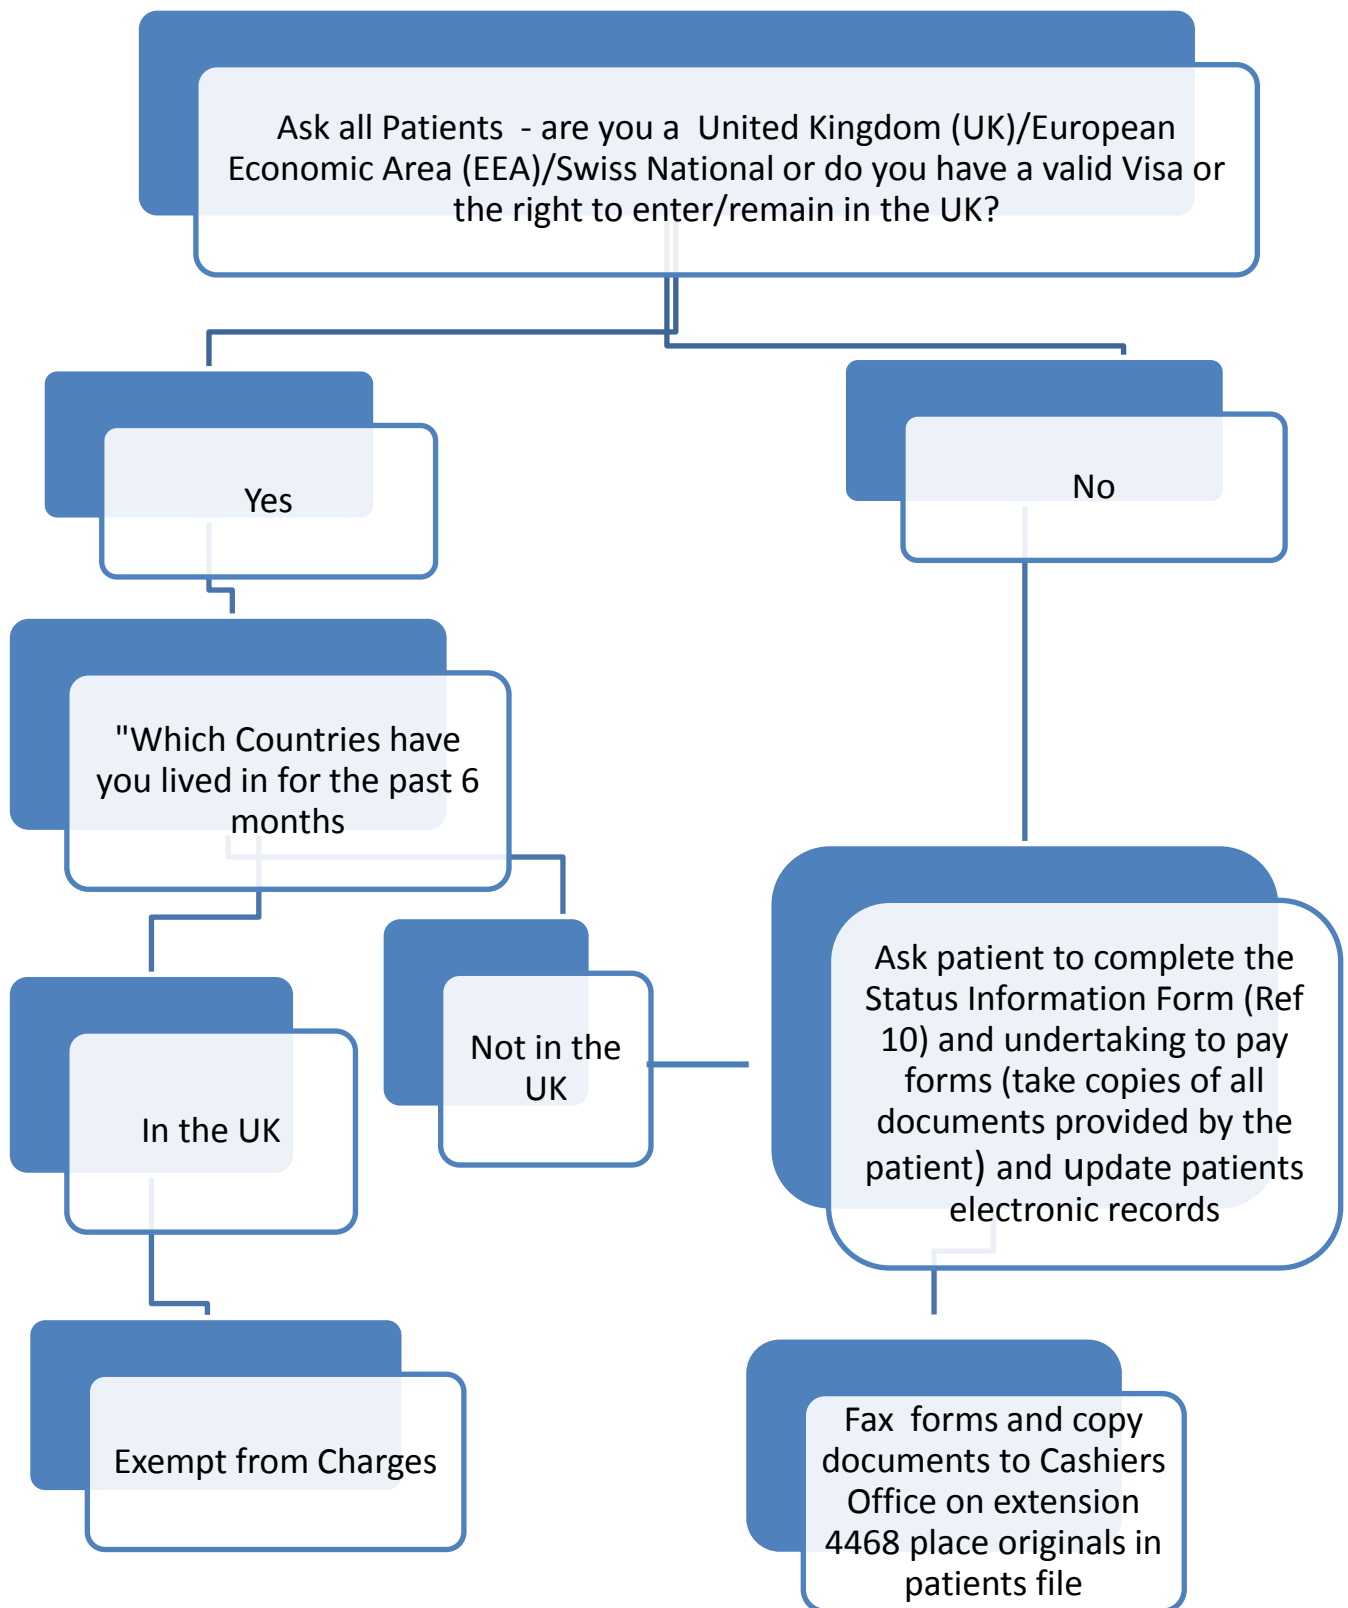 Ask all Patients - are you a United Kingdom (UK)/European
Economic Area (EEA)/Swiss National or do you have a valid Visa or
the right to enter/remain in the UK?
Yes
No
"Which Countries have
you lived in for the past 6
months
In the UK
Not in the
UK
Ask patient to complete the
Status Information Form (Ref
10) and undertaking to pay
forms (take copies of all
documents provided by the
patient) and update patients
electronic records
Exempt from Charges
Fax forms and copy
documents to Cashiers
Office on extension
4468 place originals in
patients file